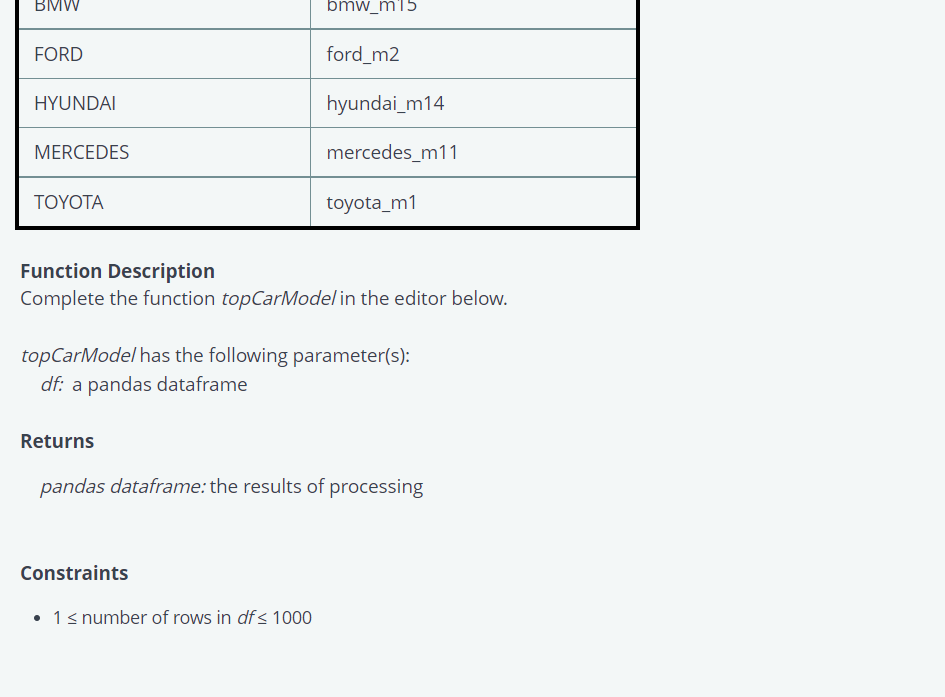 BMW bmw_m15
FORD ford_m2
HYUNDAI hyundai_m14
MERCEDES mercedes_m11
TOYOTA toyota_m1
Function Description
Complete the function topCarModel in the editor below.
topCarModel has the following parameter(s):
df: a pandas dataframe
Returns
pandas dataframe: the results of processing
Constraints
• 1 ≤ number of rows in df ≤ 1000